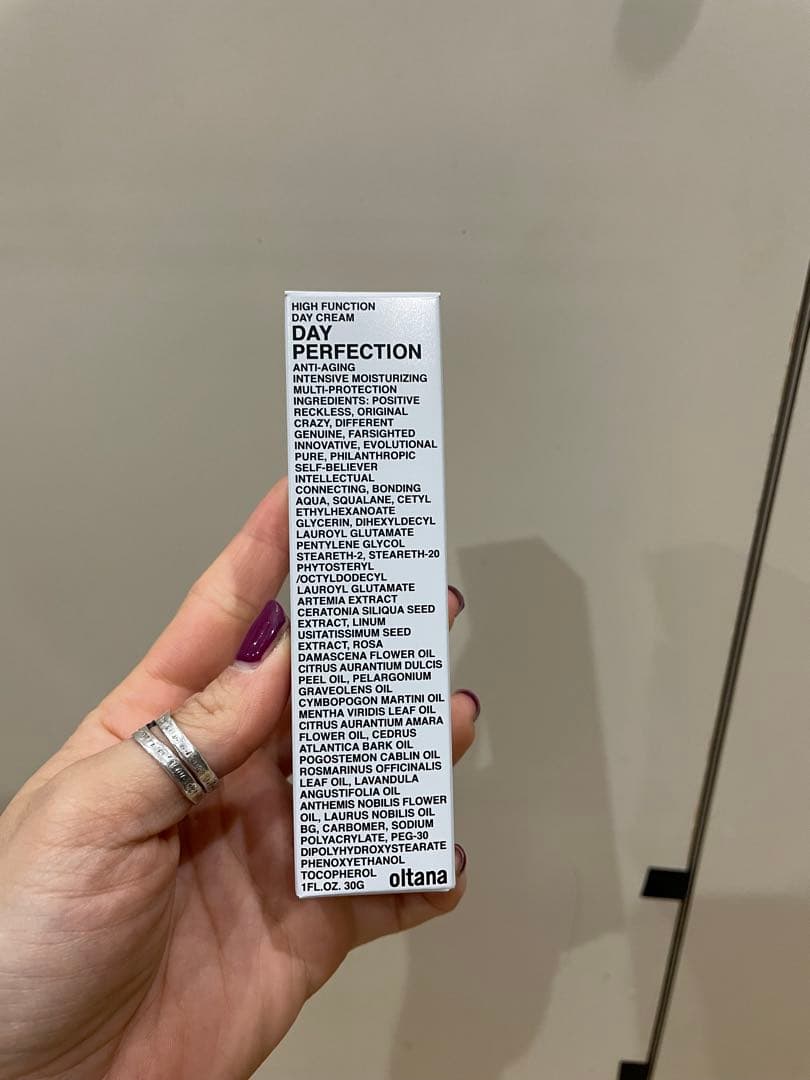 HIGH FUNCTION
DAY CREAM
DAY
PERFECTION
ANTI-AGING
INTENSIVE MOISTURIZING
MULTI-PROTECTION
INGREDIENTS: POSITIVE
RECKLESS, ORIGINAL
CRAZY, DIFFERENT
GENUINE, FARSIGHTED
INNOVATIVE, EVOLUTIONAL
PURE, PHILANTHROPIC
SELF-BELIEVER
INTELLECTUAL
CONNECTING, BONDING
AQUA, SQUALANE, CETYL
ETHYLHEXANOATE
GLYCERIN, DIHEXYLDECYL
LAUROYL GLUTAMATE
PENTYLENE GLYCOL
STEARETH-2, STEARETH-20
PHYTOSTERYL
/OCTYLDODECYL
LAUROYL GLUTAMATE
ARTEMIA EXTRACT
CERATONIA SILIQUA SEED
EXTRACT, LINUM
USITATISSIMUM SEED
EXTRACT, ROSA
DAMASCENA FLOWER OIL
CITRUS AURANTIUM DULCIS
PEEL OIL, PELARGONIUM
GRAVEOLENS OIL
CYMBOPOGON MARTINI OIL
MENTHA VIRIDIS LEAF OIL
CITRUS AURANTIUM AMARA
FLOWER OIL, CEDRUS
ATLANTICA BARK OIL
POGOSTEMON CABLIN OIL
ROSMARINUS OFFICINALIS
LEAF OIL, LAVANDULA
ANGUSTIFOLIA OIL
ANTHEMIS NOBILIS FLOWER
OIL, LAURUS NOBILIS OIL
BG, CARBOMER, SODIUM
POLYACRYLATE, PEG-30
DIPOLYHYDROXYSTEARATE
PHENOXYETHANOL
TOCOPHEROL
1FL.OZ. 30G
oltana